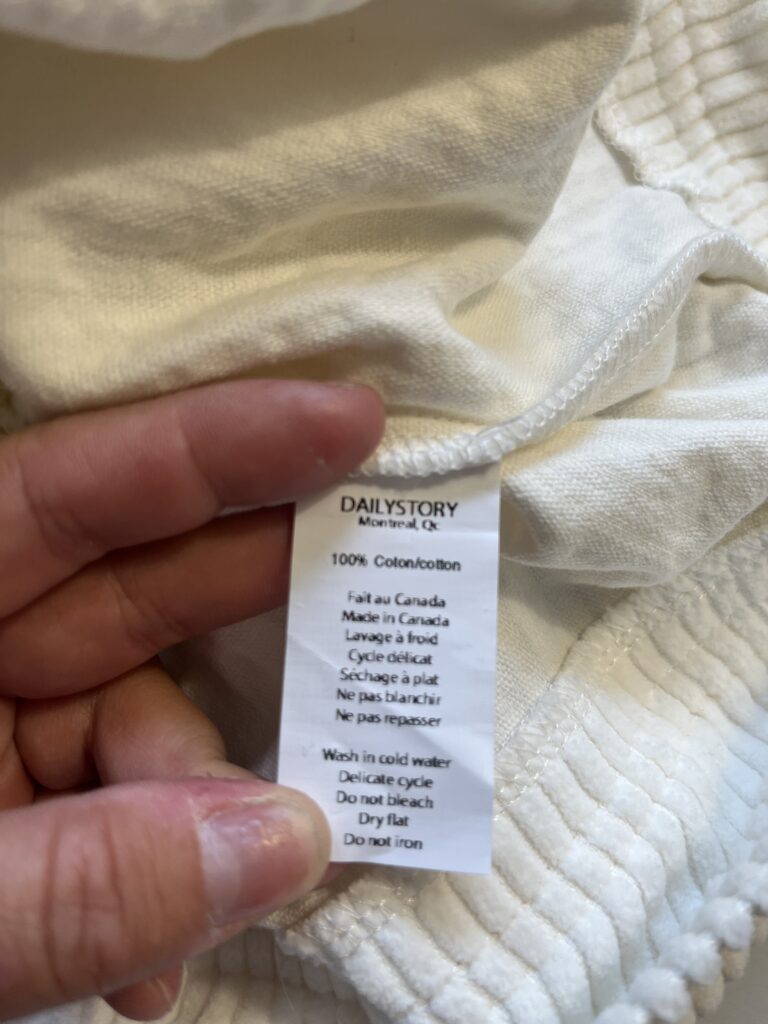 DAILYSTORY
Montreal, Qc
100% Coton/cotton
Fait au Canada
Made in Canada
Lavage à froid
Cycle délicat
Séchage à plat
Ne pas blanchir
Ne pas repasser
Wash in cold water
Delicate cycle
Do not bleach
Dry flat
Do not iron